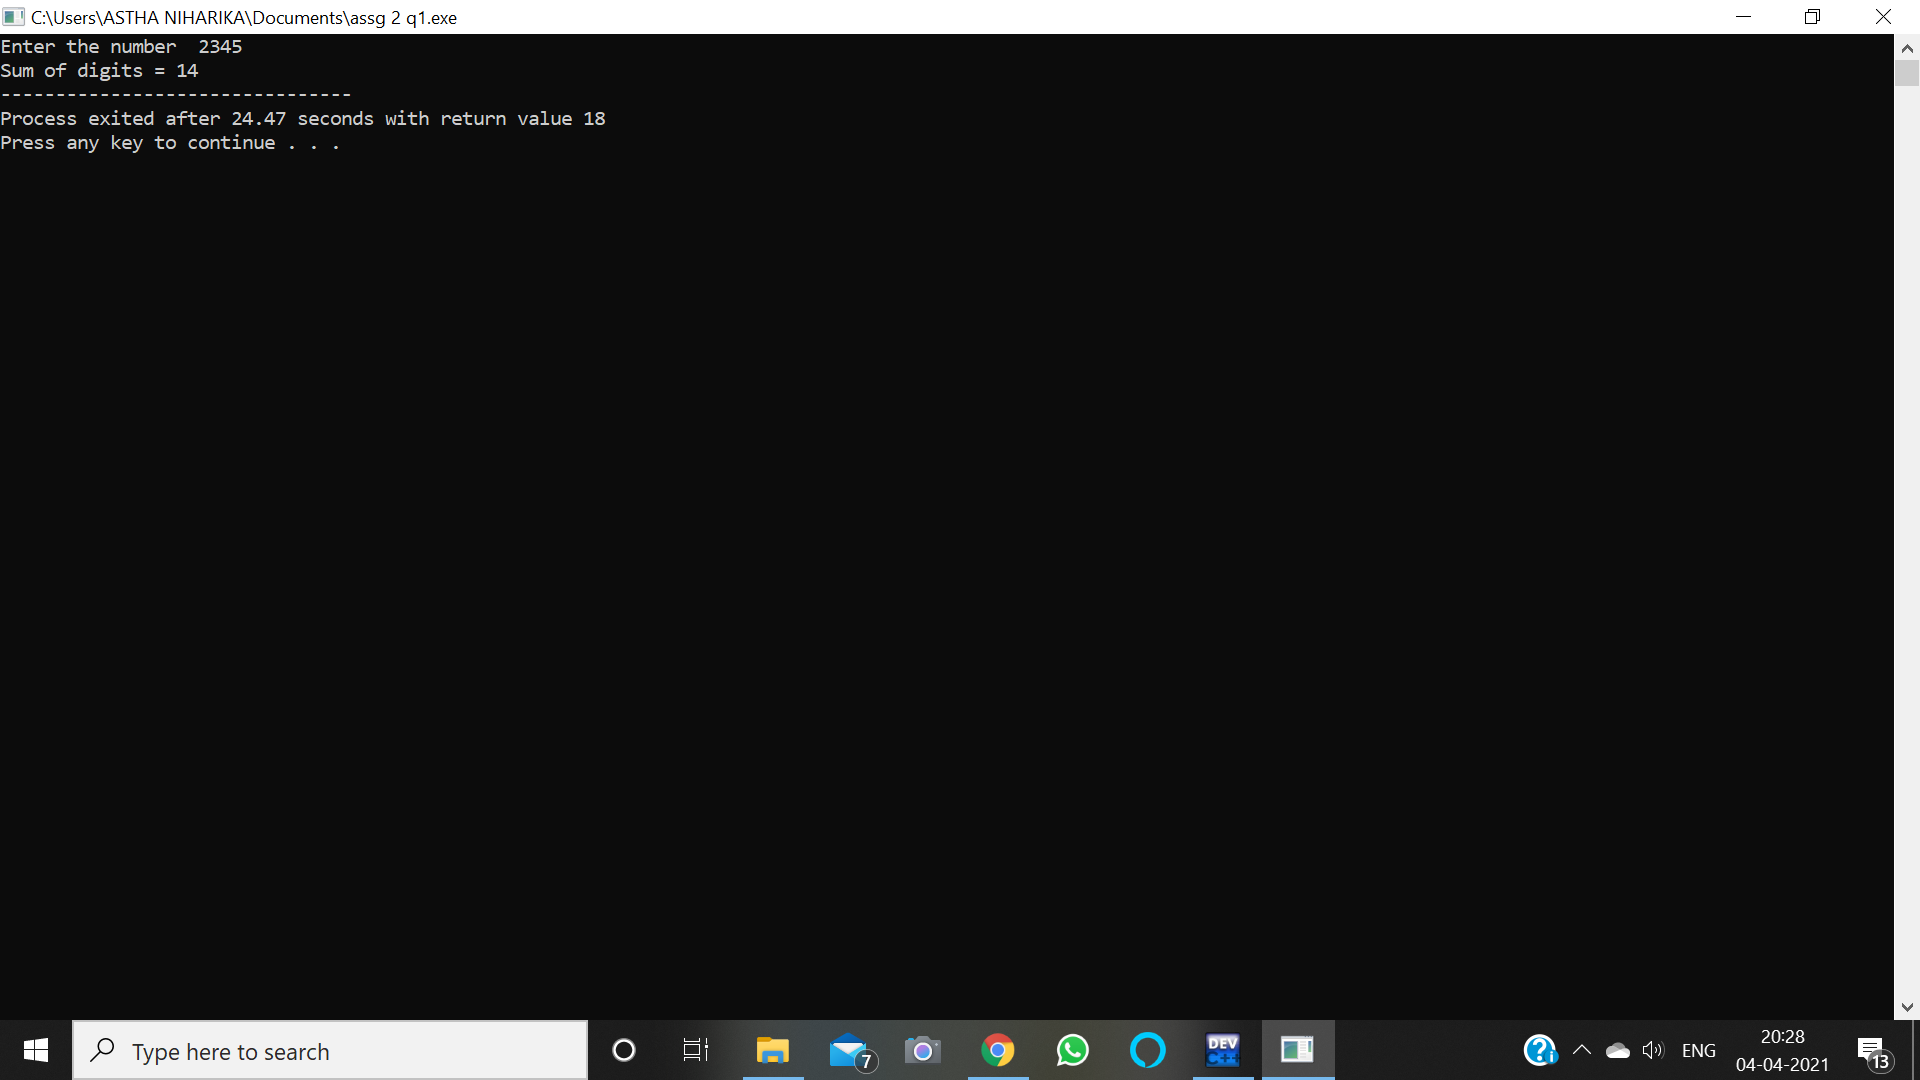 C:\Users\ASTHA NIHARIKA\Documents\assg 2 q1.exe
Enter the number  2345
Sum of digits = 14
--------------------------------
Process exited after 24.47 seconds with return value 18
Press any key to continue . . .
Type here to search
7
DEV
C++
ENG
20:28
04-04-2021
13